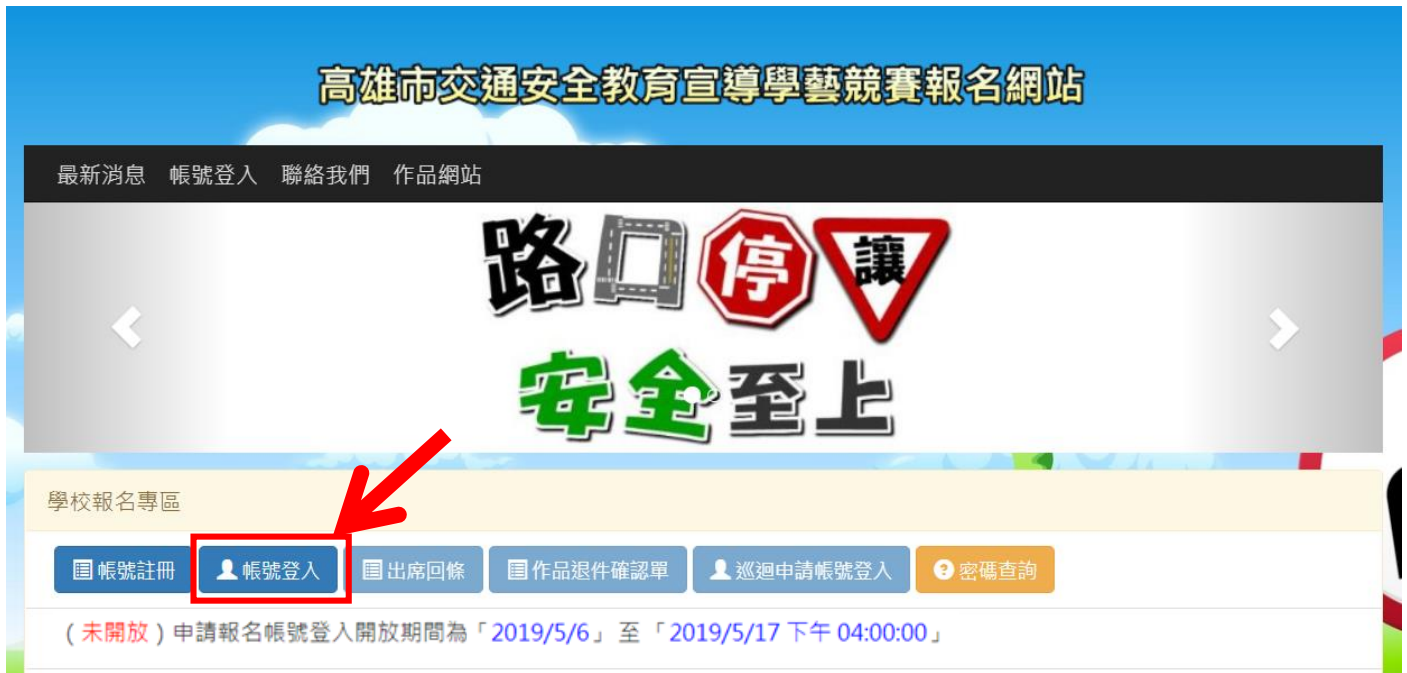 高雄市交通安全教育宣導學藝競賽報名網站
最新消息 帳號登入 聯絡我們 作品網站
路口停讓
安全至上
學校報名專區
帳號註冊 帳號登入 出席回條 作品退件確認單 巡迴申請帳號登入 密碼查詢
(未開放)申請報名帳號登入開放期間為「2019/5/6」 至 「2019/5/17 下午 04:00:00」